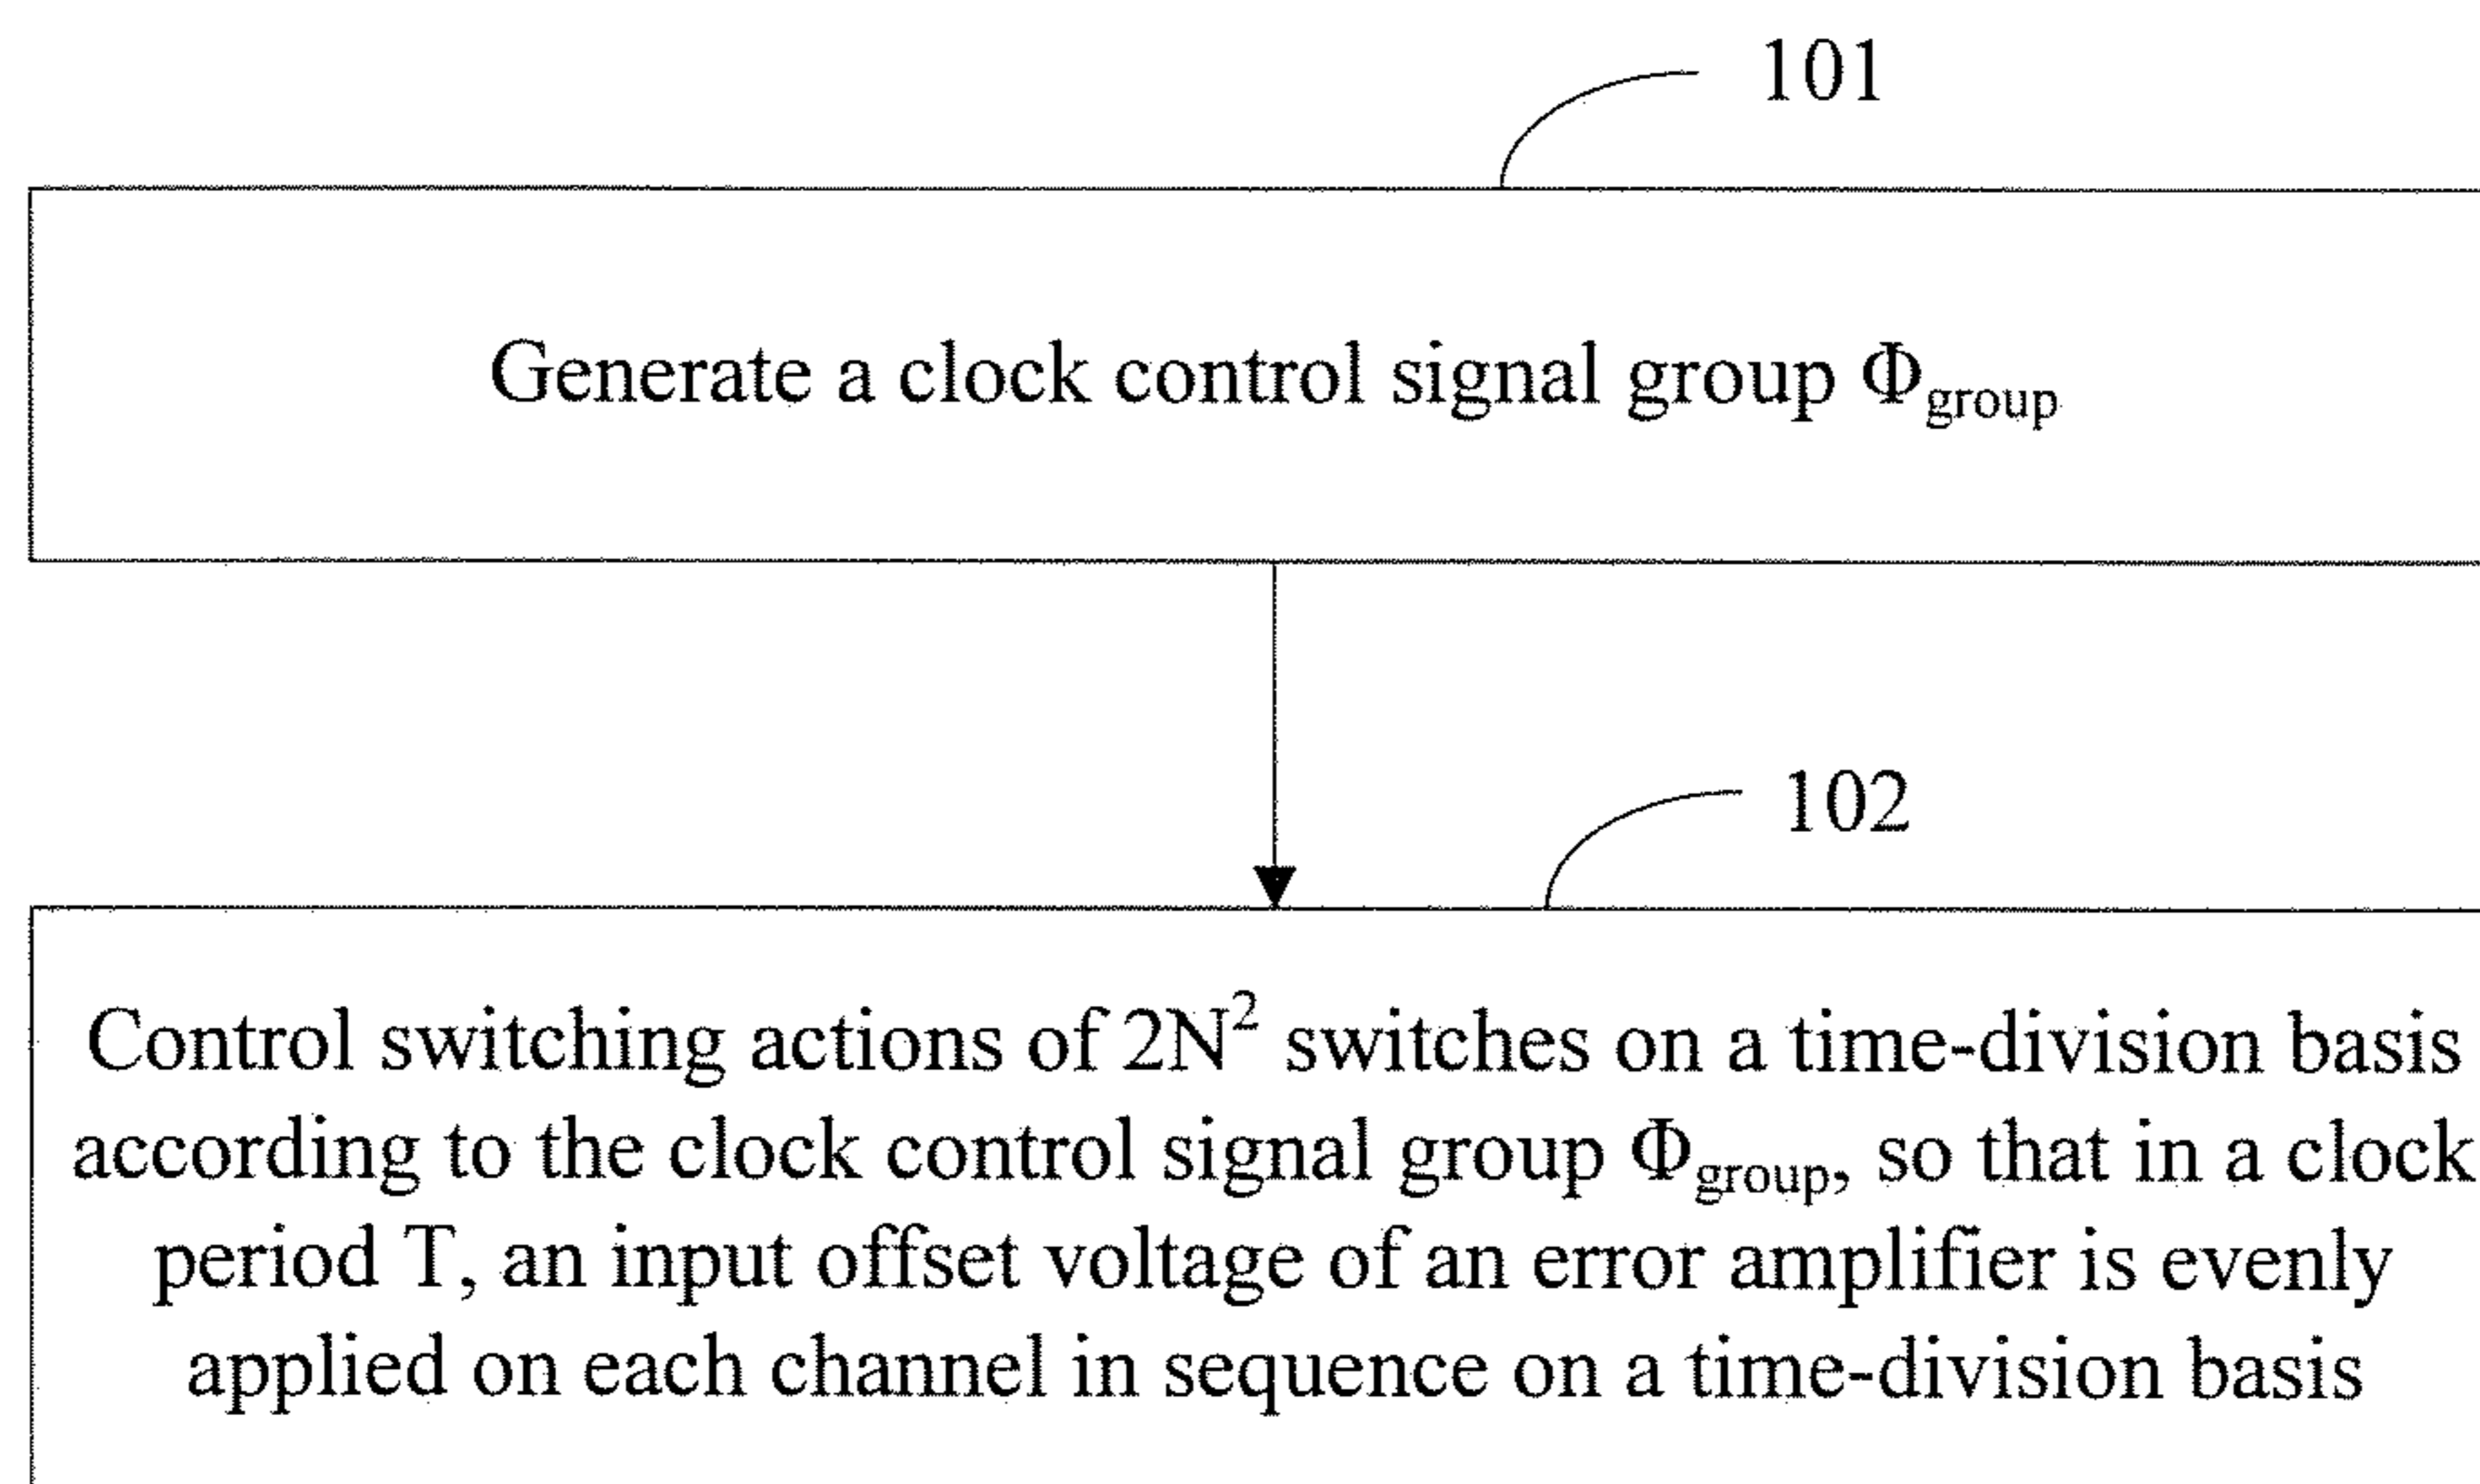 101
Generate a clock control signal group Φgroup
102
Control switching actions of 2N² switches on a time-division basis
according to the clock control signal group Φgroup, so that in a clock
period T, an input offset voltage of an error amplifier is evenly
applied on each channel in sequence on a time-division basis